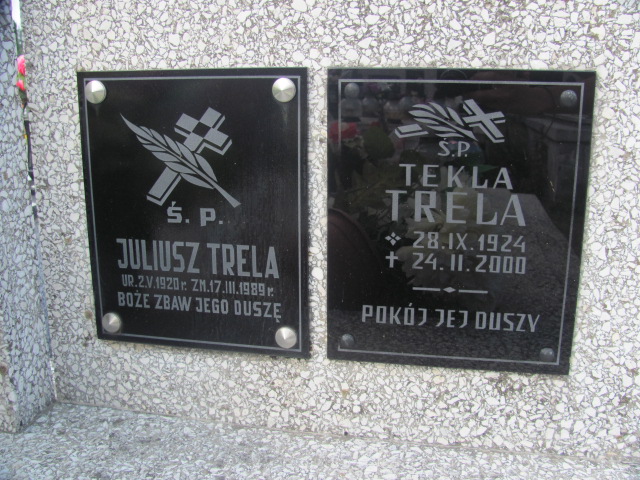 Ś. P.
JULIUSZ TRELA
UR. 2.V.1920 r. ZM. 17.III.1989 r.
BOŻE ZBAW JEGO DUSZĘ
Ś.P.
TEKLA
TRELA
28.IX.1924
24.II.2000
POKÓJ JEJ DUSZY